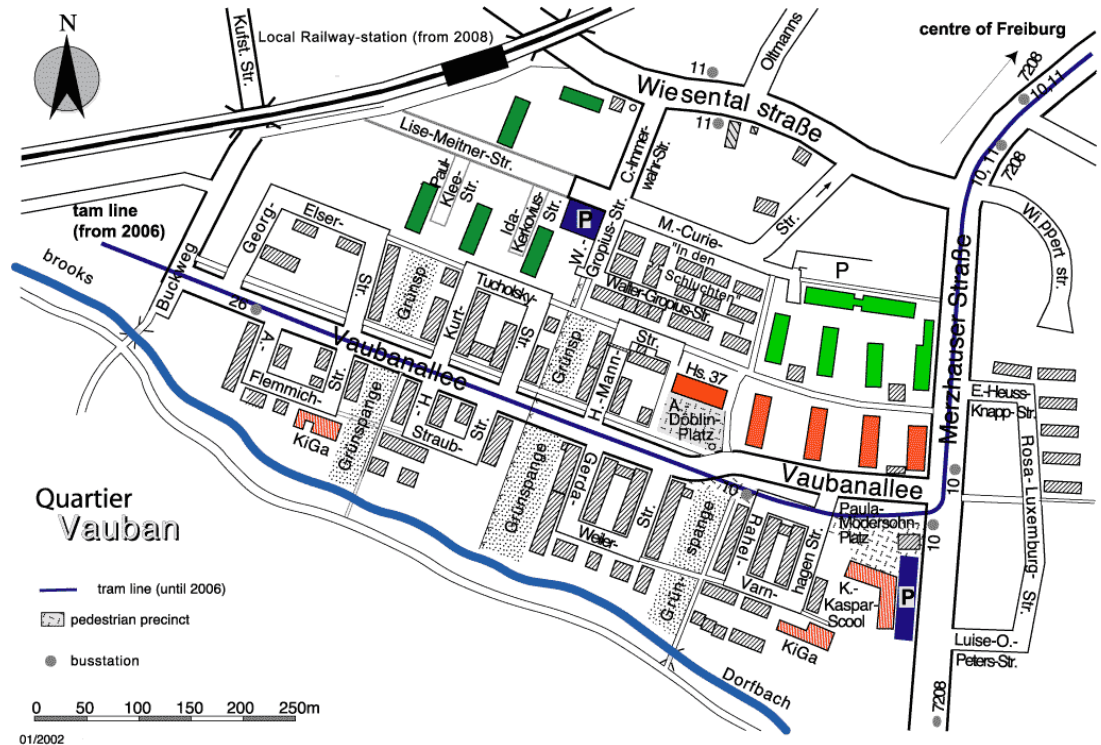 N
Kufst. Str.
Local Railway-station (from 2008)
centre of Freiburg
Oltmanns
11
Wiesental straße
11
7208
10,11
10, 11
7208
Lise-Meitner-Str.
C.-Immer-
wahr-Str.
Paul-
Klee-
Str.
Ida-
Kerkovius-
Str.
P
W.-
Gropius-Str.
M.-Curie-
Str.
"In den
Schluchten"
Walter-Gropius-Str.
P
Wippert str.
tam line
(from 2006)
brooks
Buckweg
Georg-
Elser-
Str.
Grünsp
Kurt-
Tucholsky-
Str.
Grünsp.
H.-Mann-
Str.
Hs. 37
A.-
Döblin-
Platz
Merzhauser Straße
26
Vaubanallee
A.-
Flemmich-
Str.
KiGa
Grünspange
H.-
Straub-
Str.
Grünspange
Gerda-
Weiler-
Str.
Grün-
spange
10
Vaubanallee
Rahel-
Varn-
hagen Str.
Paula-
Modersohn-
Platz
10
10
E.-Heuss-
Knapp-Str.
Rosa-Luxemburg-Str.
K.-
Kaspar-
Scool
P
KiGa
Luise-O.-
Peters-Str.
7208
Dorfbach
Quartier
Vauban
tram line (until 2006)
pedestrian precinct
busstation
0 50 100 150 200 250m
01/2002